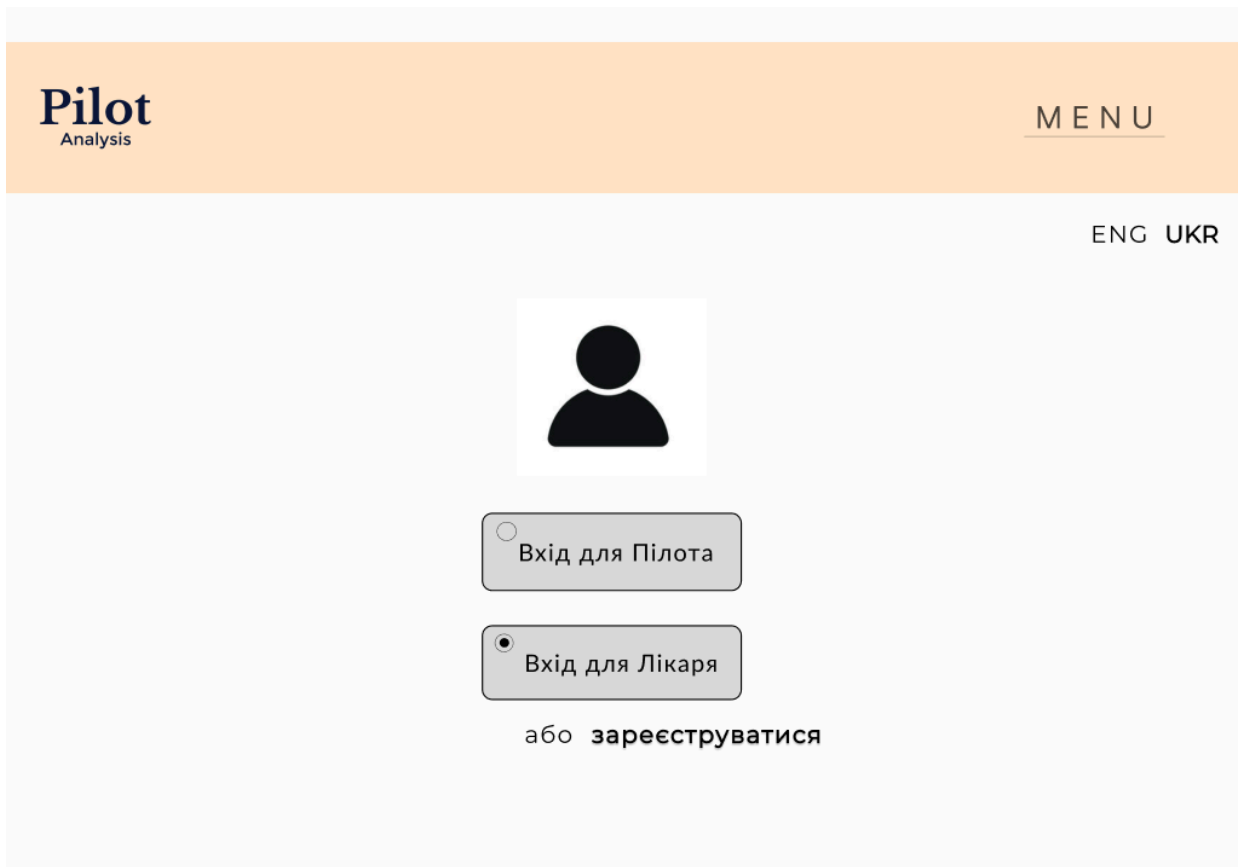 Pilot
Analysis
MENU
ENG UKR
Вхід для Пілота
Вхід для Лікаря
або зареєструватися